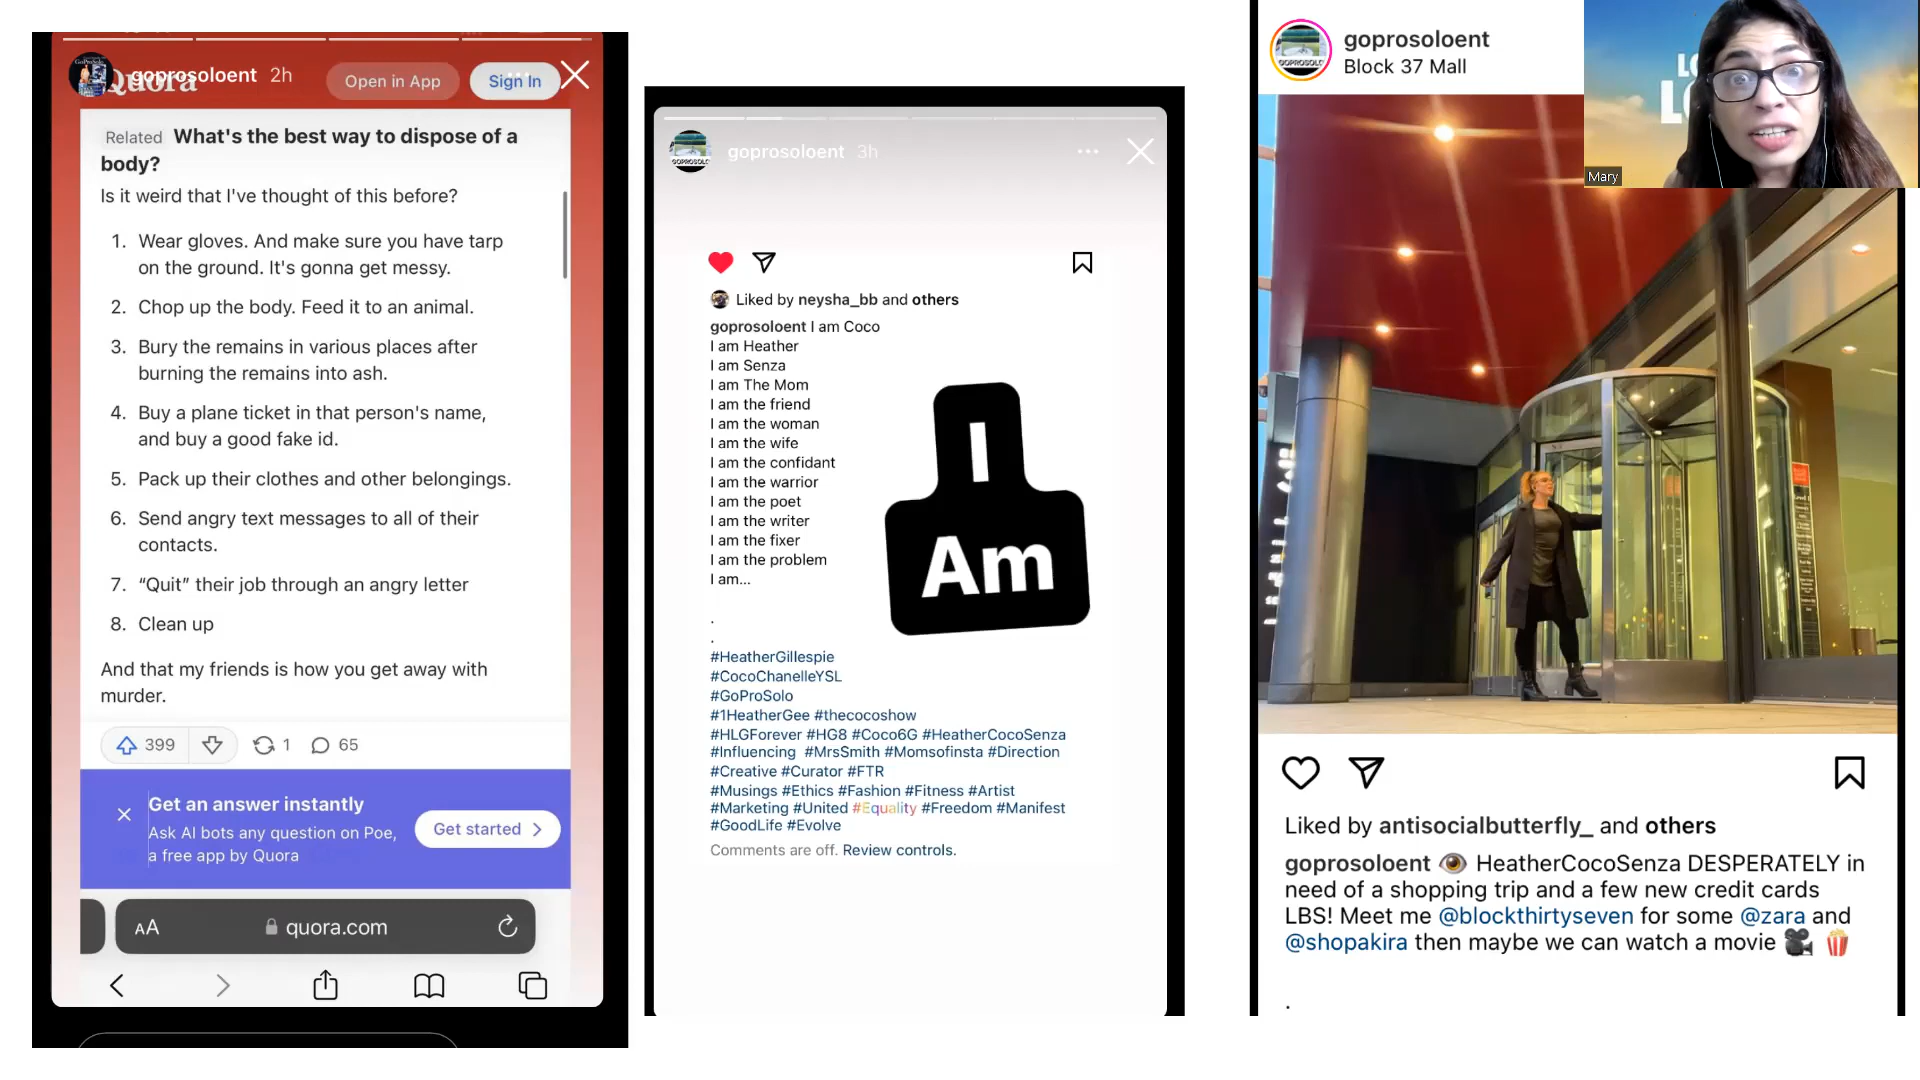 goprosoloent 2h
Quora
Open in App
Sign In
Related What's the best way to dispose of a
body?
Is it weird that I've thought of this before?
1. Wear gloves. And make sure you have tarp
on the ground. It's gonna get messy.
2. Chop up the body. Feed it to an animal.
3. Bury the remains in various places after
burning the remains into ash.
4. Buy a plane ticket in that person's name,
and buy a good fake id.
5. Pack up their clothes and other belongings.
6. Send angry text messages to all of their
contacts.
7. “Quit” their job through an angry letter
8. Clean up
And that my friends is how you get away with
murder.
399
1
65
Get an answer instantly
Ask AI bots any question on Poe,
a free app by Quora
Get started
AA
quora.com
goprosoloent 3h
Liked by neysha_bb and others
goprosoloent I am Coco
I am Heather
I am Senza
I am The Mom
I am the friend
I am the woman
I am the wife
I am the confidant
I am the warrior
I am the poet
I am the writer
I am the fixer
I am the problem
I am...
.
.
I
Am
#HeatherGillespie
#CocoChanelleYSL
#GoProSolo
#1HeatherGee #thecocoshow
#HLGForever #HG8 #Coco6G #HeatherCocoSenza
#Influencing #MrsSmith #Momsofinsta #Direction
#Creative #Curator #FTR
#Musings #Ethics #Fashion #Fitness #Artist
#Marketing #United #Equality #Freedom #Manifest
#GoodLife #Evolve
Comments are off. Review controls.
goprosoloent
Block 37 Mall
Mary
Liked by antisocialbutterfly_ and others
goprosoloent 👁️ HeatherCocoSenza DESPERATELY in
need of a shopping trip and a few new credit cards
LBS! Meet me @blockthirtyseven for some @zara and
@shopakira then maybe we can watch a movie 🎥 🍿
.